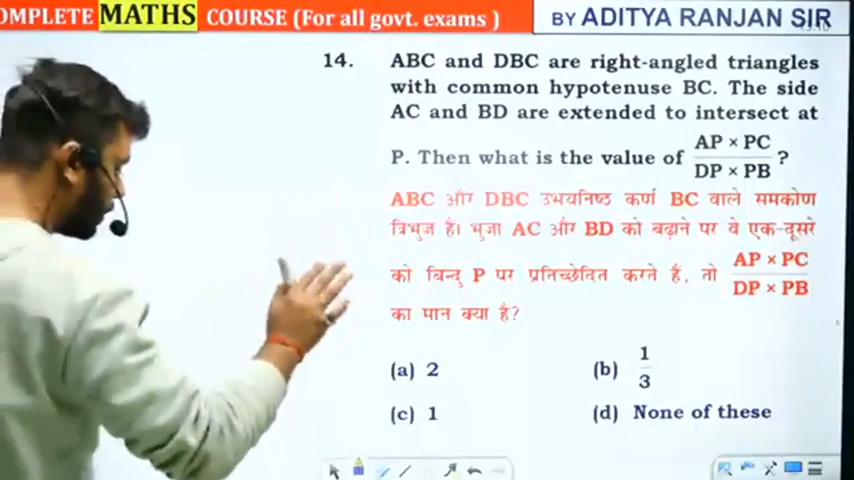 OMPLETE MATHS COURSE (For all govt. exams )
BY ADITYA RANJAN SIR
14. ABC and DBC are right-angled triangles
with common hypotenuse BC. The side
AC and BD are extended to intersect at
P. Then what is the value of AP × PC / DP × PB ?
ABC और DBC उभयनिष्ठ कर्ण BC वाले समकोण
त्रिभुज हैं। भुजा AC और BD को बढ़ाने पर वे एक-दूसरे
को बिन्दु P पर प्रतिच्छेदित करते हैं, तो AP × PC / DP × PB
का मान क्या है?
(a) 2 (b) 1/3
(c) 1 (d) None of these